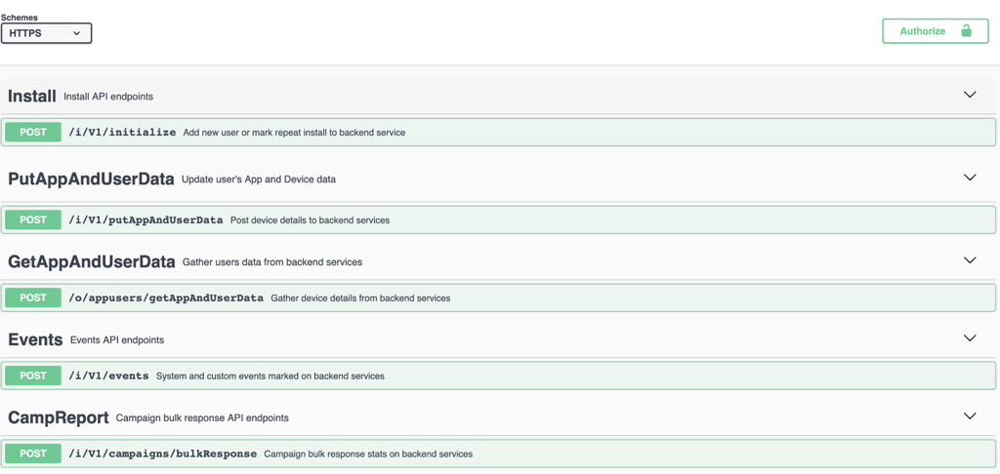 Schemes
HTTPS
Authorize
Install Install API endpoints
POST /i/V1/initialize Add new user or mark repeat install to backend service
PutAppAndUserData Update user's App and Device data
POST /i/V1/putAppAndUserData Post device details to backend services
GetAppAndUserData Gather users data from backend services
POST /o/appusers/getAppAndUserData Gather device details from backend services
Events Events API endpoints
POST /i/V1/events System and custom events marked on backend services
CampReport Campaign bulk response API endpoints
POST /i/V1/campaigns/bulkResponse Campaign bulk response stats on backend services